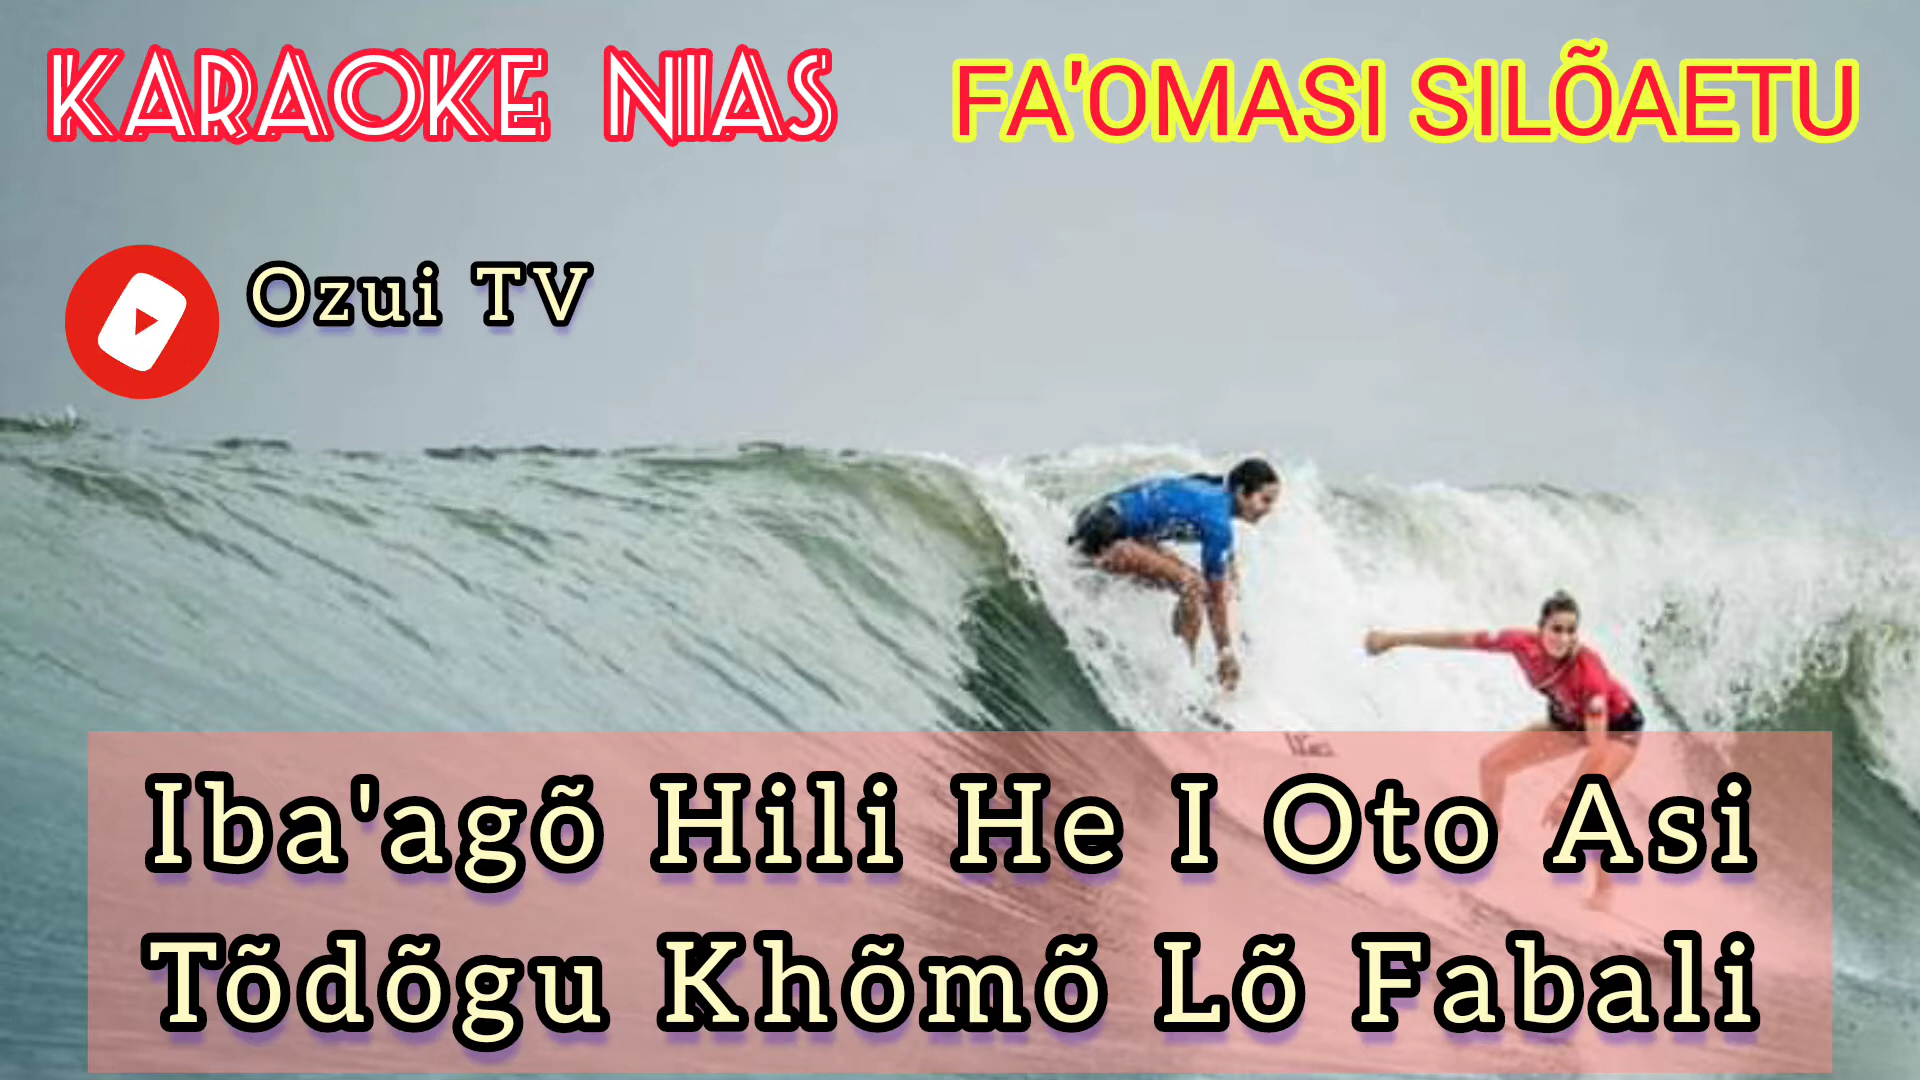 KARAOKE NIAS
FA'OMASI SILÕAETU
Ozui TV
Iba'agõ Hili He I Oto Asi
Tõdõgu Khõmõ Lõ Fabali